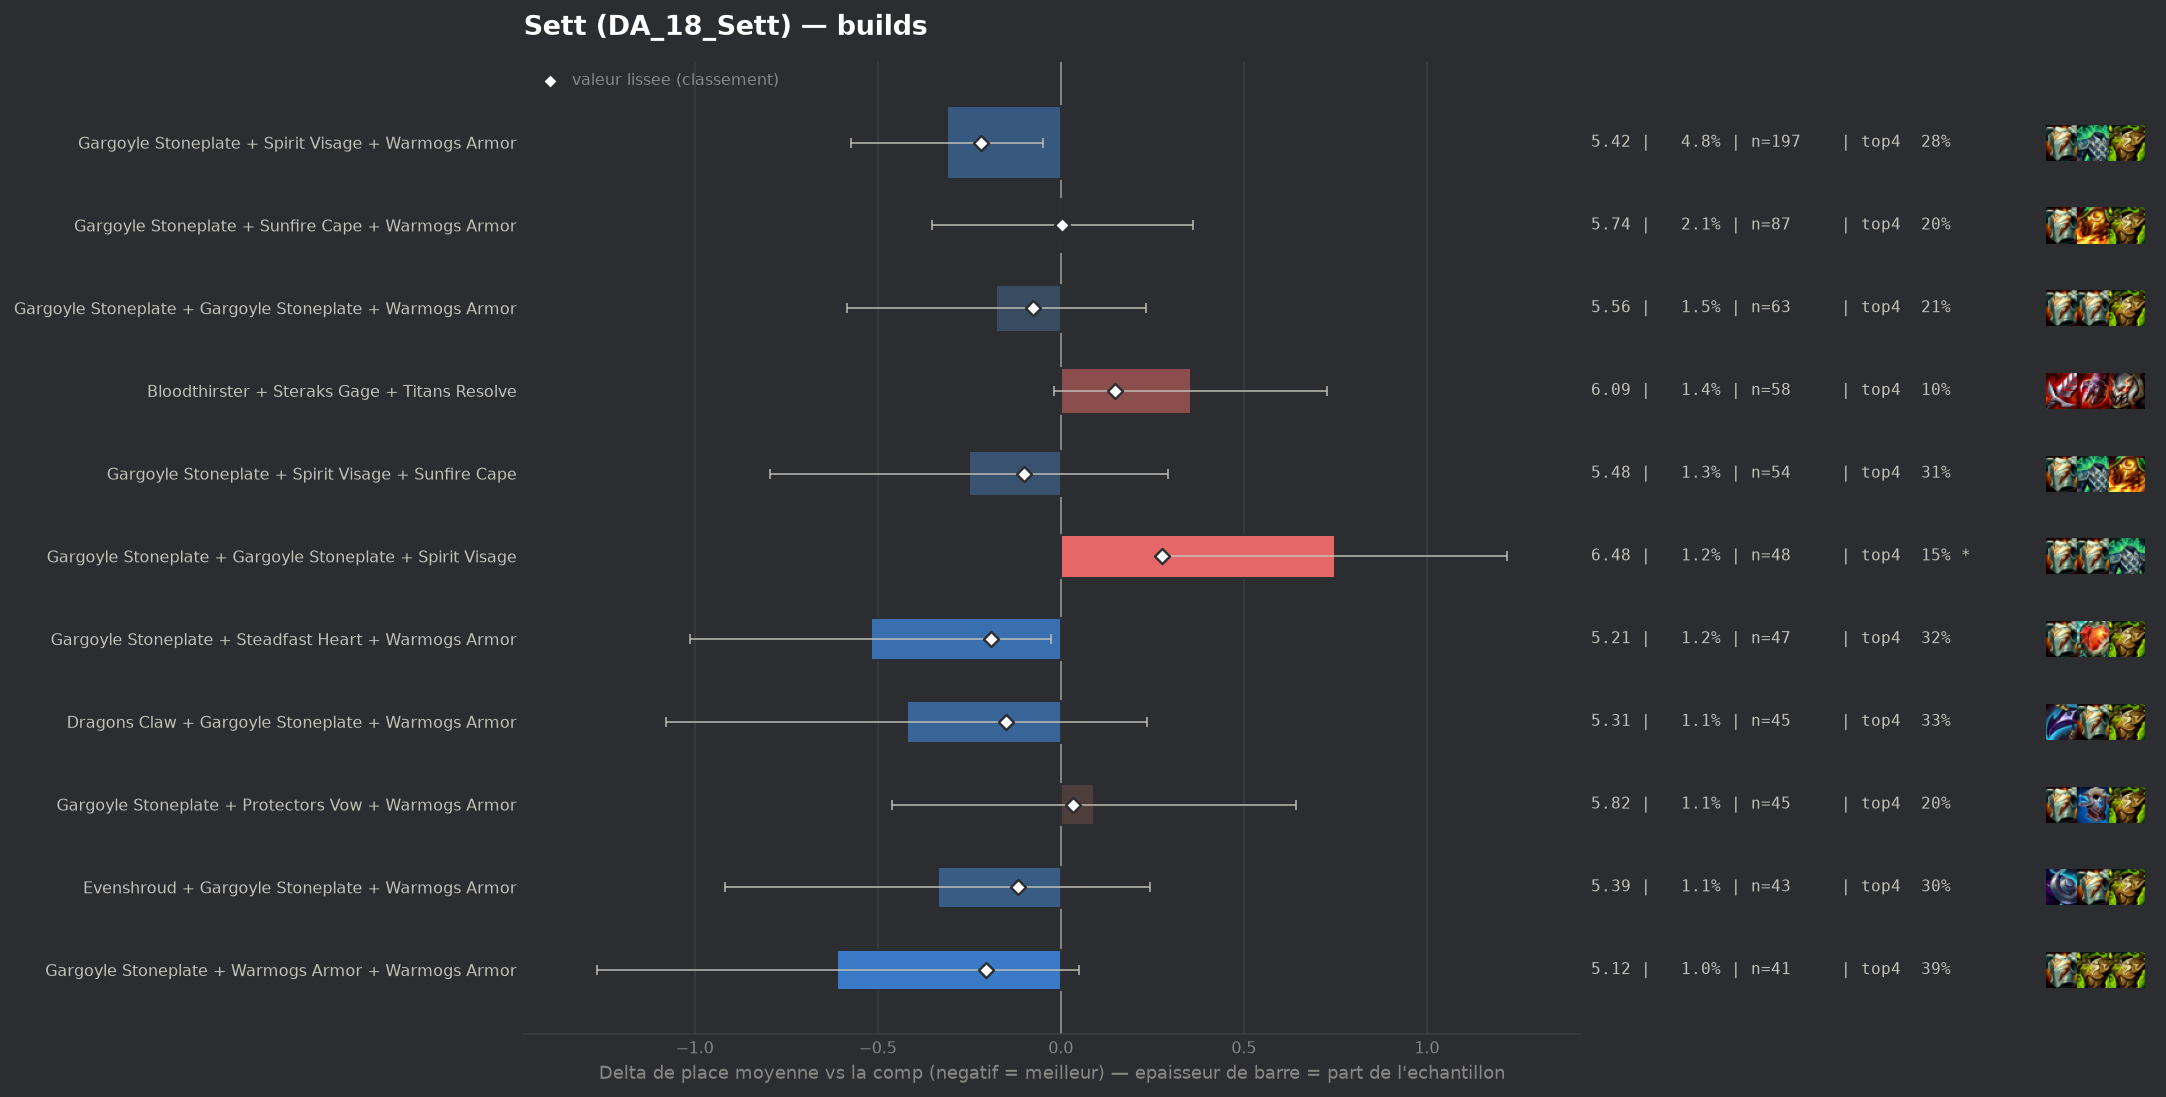 Sett (DA_18_Sett) — builds
valeur lissee (classement)
Gargoyle Stoneplate + Spirit Visage + Warmogs Armor 5.42 | 4.8% | n=197 | top4 28%
Gargoyle Stoneplate + Sunfire Cape + Warmogs Armor 5.74 | 2.1% | n=87 | top4 20%
Gargoyle Stoneplate + Gargoyle Stoneplate + Warmogs Armor 5.56 | 1.5% | n=63 | top4 21%
Bloodthirster + Steraks Gage + Titans Resolve 6.09 | 1.4% | n=58 | top4 10%
Gargoyle Stoneplate + Spirit Visage + Sunfire Cape 5.48 | 1.3% | n=54 | top4 31%
Gargoyle Stoneplate + Gargoyle Stoneplate + Spirit Visage 6.48 | 1.2% | n=48 | top4 15% *
Gargoyle Stoneplate + Steadfast Heart + Warmogs Armor 5.21 | 1.2% | n=47 | top4 32%
Dragons Claw + Gargoyle Stoneplate + Warmogs Armor 5.31 | 1.1% | n=45 | top4 33%
Gargoyle Stoneplate + Protectors Vow + Warmogs Armor 5.82 | 1.1% | n=45 | top4 20%
Evenshroud + Gargoyle Stoneplate + Warmogs Armor 5.39 | 1.1% | n=43 | top4 30%
Gargoyle Stoneplate + Warmogs Armor + Warmogs Armor 5.12 | 1.0% | n=41 | top4 39%
−1.0 −0.5 0.0 0.5 1.0
Delta de place moyenne vs la comp (negatif = meilleur) — epaisseur de barre = part de l'echantillon